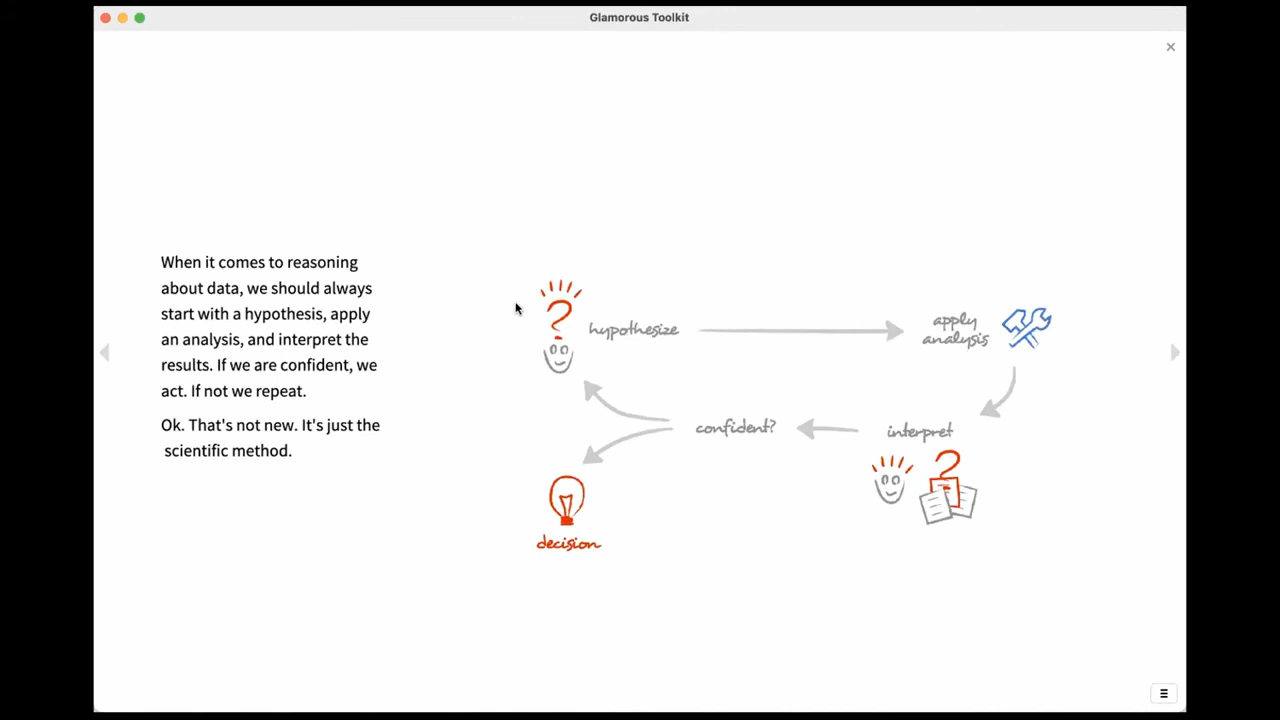 Glamorous Toolkit
When it comes to reasoning
about data, we should always
start with a hypothesis, apply
an analysis, and interpret the
results. If we are confident, we
act. If not we repeat.
Ok. That's not new. It's just the
scientific method.
hypothesize
apply
analysis
confident?
interpret
decision